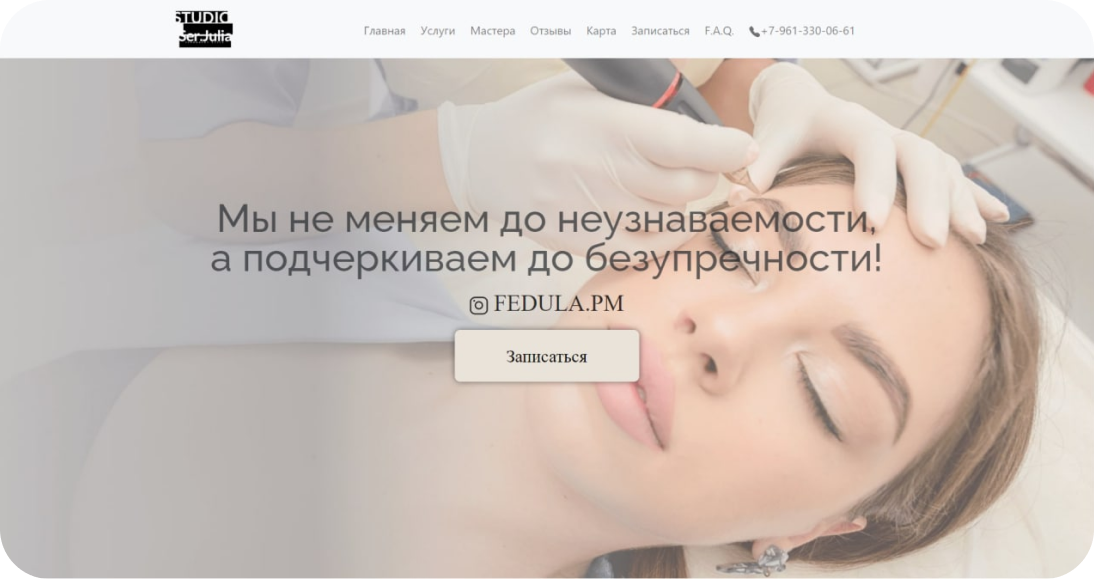 STUDIO
Ser.Julia
Главная Услуги Мастера Отзывы Карта Записаться F.A.Q. +7-961-330-06-61
Мы не меняем до неузнаваемости,
а подчеркиваем до безупречности!
FEDULA.PM
Записаться